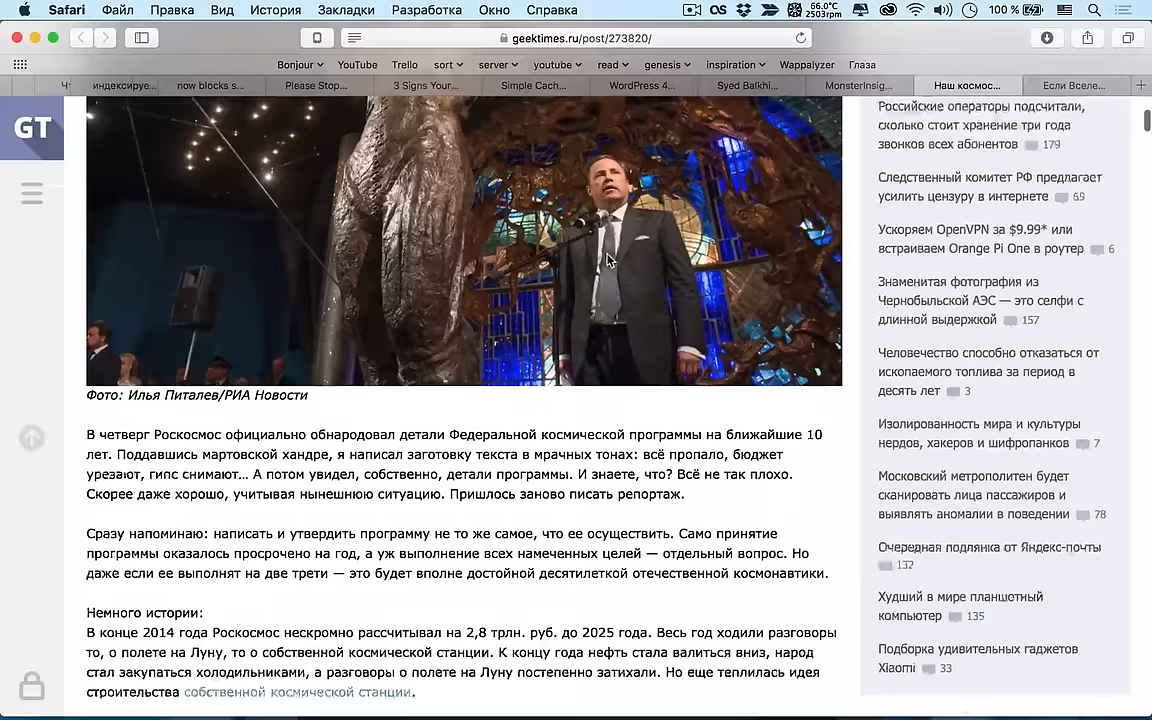 Safari Файл Правка Вид История Закладки Разработка Окно Справка
66.0°C
2503rpm
100 %
geektimes.ru/post/273820/
Bonjour YouTube Trello sort server youtube read genesis inspiration Wappalyzer Глаза
индексируе... now blocks s... Please Stop... 3 Signs Your... Simple Cach... WordPress 4... Syed Balkhi... MonsterInsig... Наш космос... Если Вселе...
GT
Фото: Илья Питалев/РИА Новости
В четверг Роскосмос официально обнародовал детали Федеральной космической программы на ближайшие 10
лет. Поддавшись мартовской хандре, я написал заготовку текста в мрачных тонах: всё пропало, бюджет
урезают, гипс снимают... А потом увидел, собственно, детали программы. И знаете, что? Всё не так плохо.
Скорее даже хорошо, учитывая нынешнюю ситуацию. Пришлось заново писать репортаж.
Сразу напоминаю: написать и утвердить программу не то же самое, что ее осуществить. Само принятие
программы оказалось просрочено на год, а уж выполнение всех намеченных целей — отдельный вопрос. Но
даже если ее выполнят на две трети — это будет вполне достойной десятилеткой отечественной космонавтики.
Немного истории:
В конце 2014 года Роскосмос нескромно рассчитывал на 2,8 трлн. руб. до 2025 года. Весь год ходили разговоры
то, о полете на Луну, то о собственной космической станции. К концу года нефть стала валиться вниз, народ
стал закупаться холодильниками, а разговоры о полете на Луну постепенно затихали. Но еще теплилась идея
строительства собственной космической станции.
Российские операторы подсчитали,
сколько стоит хранение три года
звонков всех абонентов 179
Следственный комитет РФ предлагает
усилить цензуру в интернете 69
Ускоряем OpenVPN за $9.99* или
встраиваем Orange Pi One в роутер 6
Знаменитая фотография из
Чернобыльской АЭС — это селфи с
длинной выдержкой 157
Человечество способно отказаться от
ископаемого топлива за период в
десять лет 3
Изолированность мира и культуры
нердов, хакеров и шифропанков 7
Московский метрополитен будет
сканировать лица пассажиров и
выявлять аномалии в поведении 78
Очередная подлянка от Яндекс-почты
132
Худший в мире планшетный
компьютер 135
Подборка удивительных гаджетов
Xiaomi 33